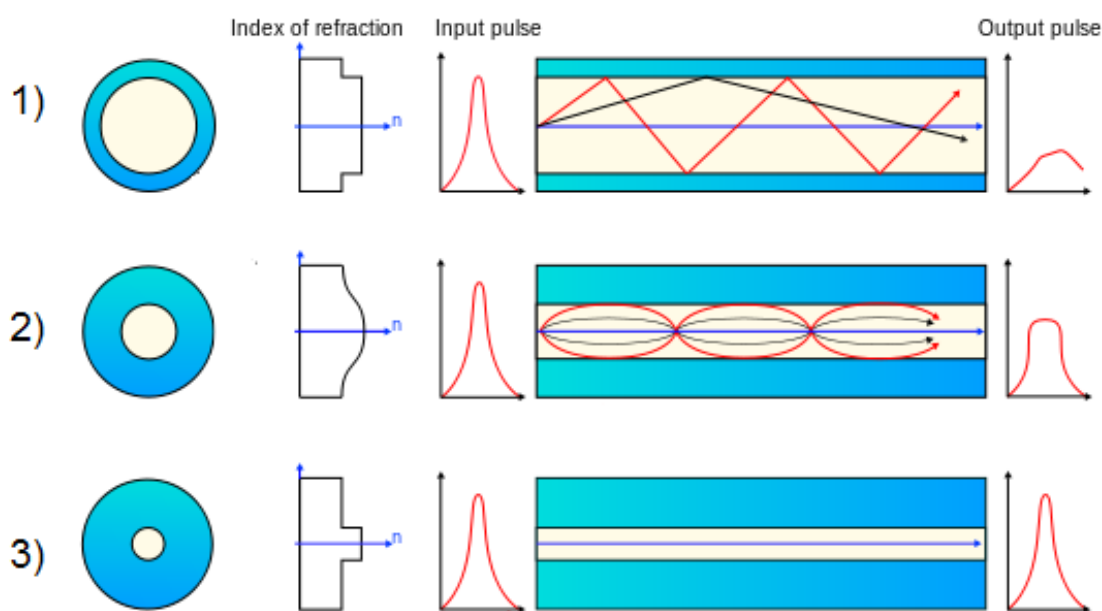 Index of refraction Input pulse Output pulse
1)
n
2)
n
3)
n